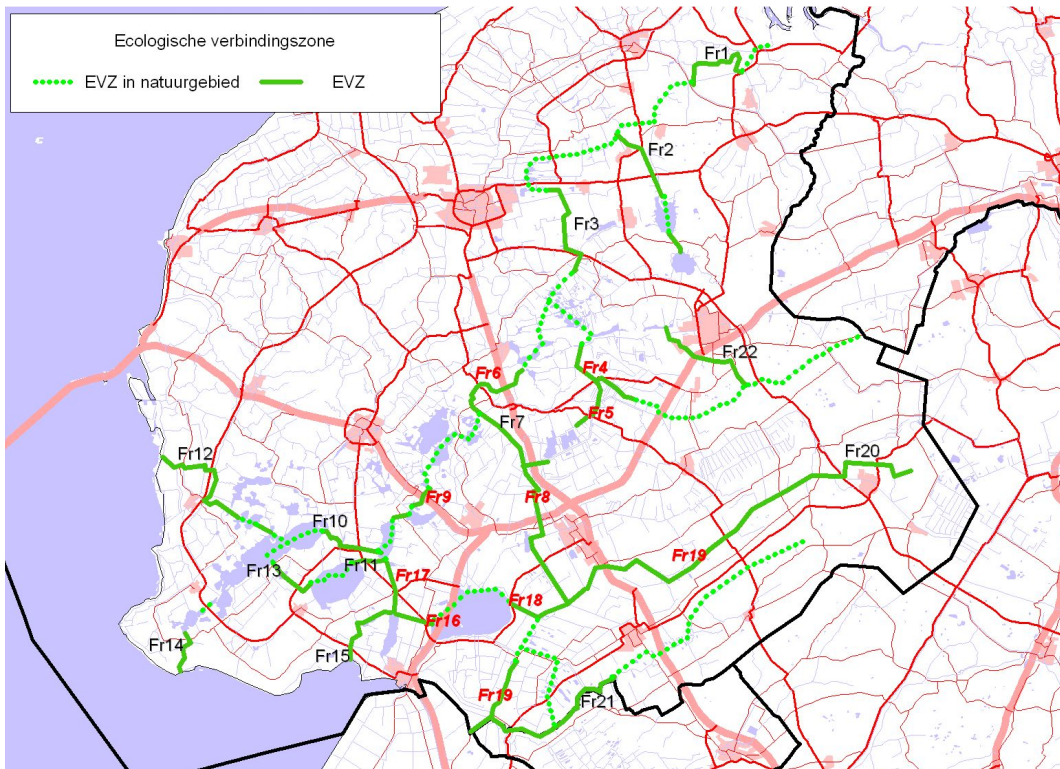 Ecologische verbindingszone
EVZ in natuurgebied EVZ
Fr1
Fr2
Fr3
Fr22
Fr6
Fr4
Fr5
Fr7
Fr12
Fr20
Fr8
Fr9
Fr10
Fr19
Fr11
Fr13
Fr17
Fr18
Fr16
Fr14
Fr15
Fr19
Fr21